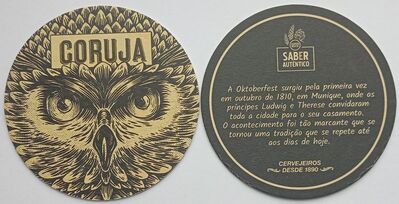 CORUJA
SABER
AUTÊNTICO
A Oktoberfest surgiu pela primeira vez
em outubro de 1810, em Munique, onde os
príncipes Ludwig e Therese convidaram
toda a cidade para o seu casamento.
O acontecimento foi tão marcante que se
tornou uma tradição que se repete até
aos dias de hoje.
CERVEJEIROS
DESDE 1890